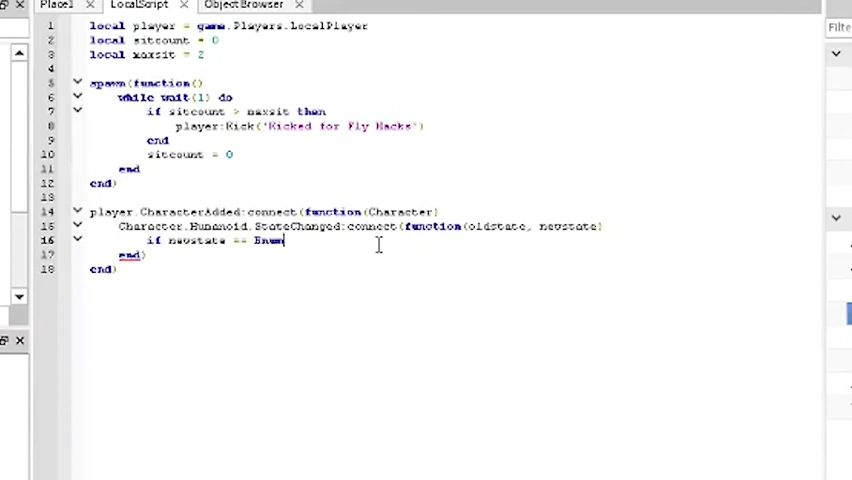 Place1 LocalScript Object Browser
1 local player = game.Players.LocalPlayer
2 local sitcount = 0
3 local maxsit = 2
4
5 spawn(function()
6 while wait(1) do
7 if sitcount > maxsit then
8 player:Kick('Kicked for Fly Hacks')
9 end
10 sitcount = 0
11 end
12 end)
13
14 player.CharacterAdded:connect(function(Character)
15 Character.Humanoid.StateChanged:connect(function(oldstate, newstate)
16 if newstate == Enum
17 end)
18 end)
Filte